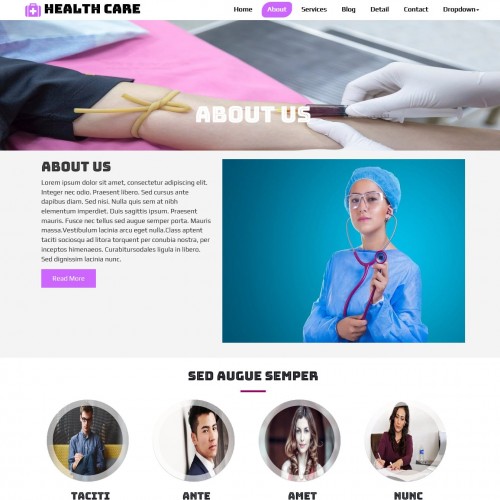 HEALTH CARE
Home About Services Blog Detail Contact Dropdown
ABOUT US
ABOUT US
Lorem ipsum dolor sit amet, consectetur adipiscing elit.
Integer nec odio. Praesent libero. Sed cursus ante
dapibus diam. Sed nisi. Nulla quis sem at nibh
elementum imperdiet. Duis sagittis ipsum. Praesent
mauris. Fusce nec tellus sed augue semper porta. Mauris
massa.Vestibulum lacinia arcu eget nulla.Class aptent
taciti sociosqu ad litora torquent per conubia nostra, per
inceptos himenaeos. Curabitursodales ligula in libero.
Sed dignissim lacinia nunc.
Read More
SED AUGUE SEMPER
TACITI ANTE AMET NUNC